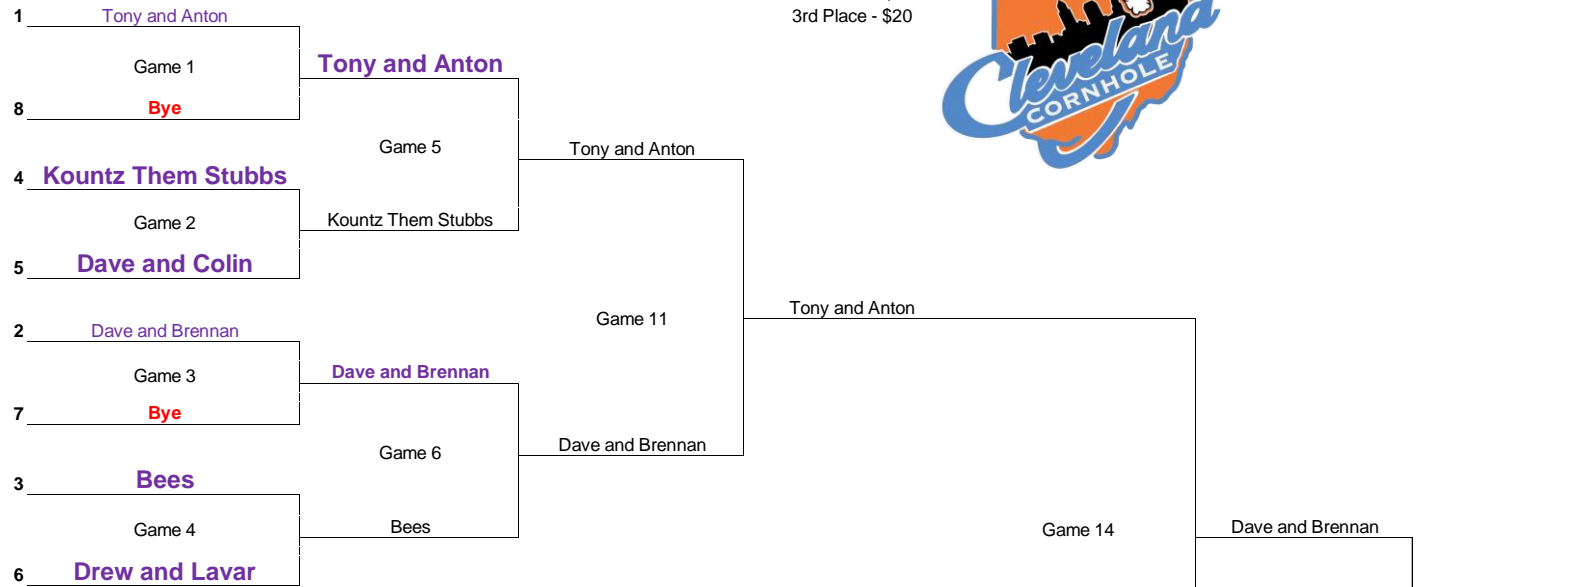 1 Tony and Anton
3rd Place - $20
Cleveland
CORNHOLE
Game 1
Tony and Anton
8 Bye
Game 5
Tony and Anton
4 Kountz Them Stubbs
Game 2
Kountz Them Stubbs
5 Dave and Colin
Tony and Anton
Game 11
2 Dave and Brennan
Game 3
Dave and Brennan
7 Bye
Game 6
Dave and Brennan
3 Bees
Game 4
Bees
Game 14
Dave and Brennan
6 Drew and Lavar